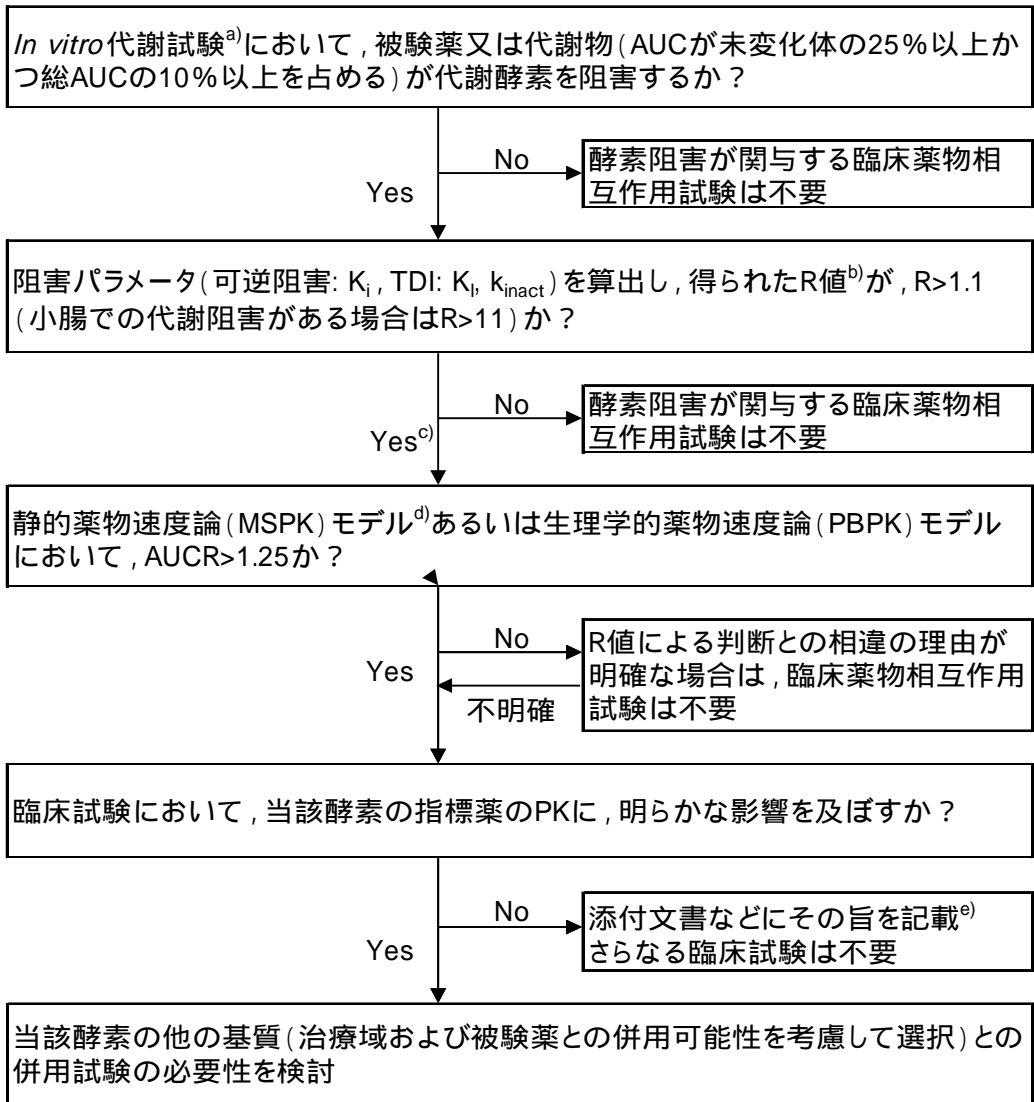 In vitro代謝試験a)において，被験薬又は代謝物(AUCが未変化体の25％以上か
つ総AUCの10％以上を占める)が代謝酵素を阻害するか？
No
酵素阻害が関与する臨床薬物相
互作用試験は不要
Yes
阻害パラメータ(可逆阻害: Ki，TDI: KI, kinact)を算出し，得られたR値b)が，R>1.1
(小腸での代謝阻害がある場合はR>11)か？
No
酵素阻害が関与する臨床薬物相
互作用試験は不要
Yesc)
静的薬物速度論(MSPK)モデルd)あるいは生理学的薬物速度論(PBPK)モデル
において，AUCR>1.25か？
No
R値による判断との相違の理由が
明確な場合は，臨床薬物相互作用
試験は不要
Yes
不明確
臨床試験において，当該酵素の指標薬のPKに，明らかな影響を及ぼすか？
No
添付文書などにその旨を記載e)
さらなる臨床試験は不要
Yes
当該酵素の他の基質(治療域および被験薬との併用可能性を考慮して選択)との
併用試験の必要性を検討